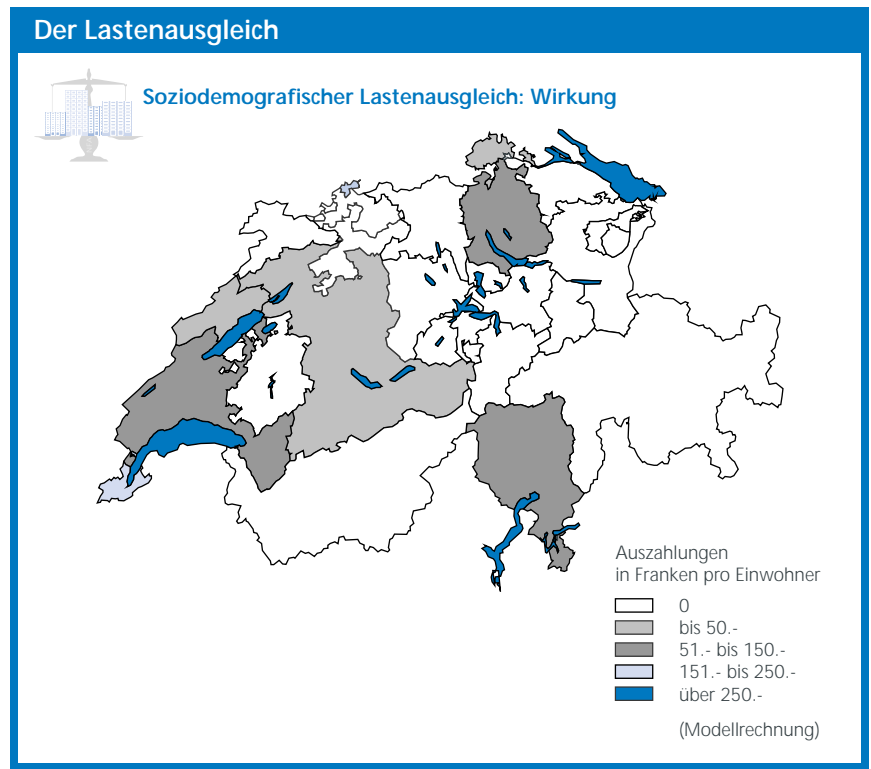 Der Lastenausgleich
Soziodemografischer Lastenausgleich: Wirkung
Auszahlungen
in Franken pro Einwohner
0
bis 50.-
51.- bis 150.-
151.- bis 250.-
über 250.-
(Modellrechnung)